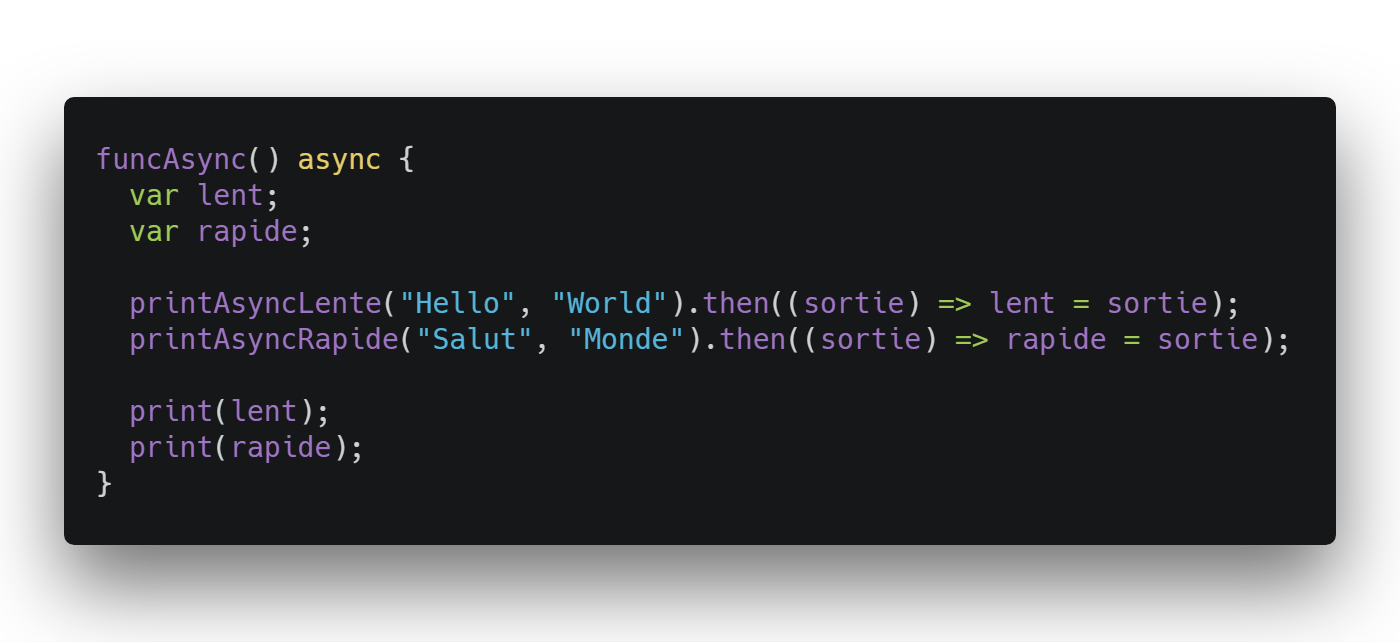 funcAsync() async {
  var lent;
  var rapide;

  printAsyncLente("Hello", "World").then((sortie) => lent = sortie);
  printAsyncRapide("Salut", "Monde").then((sortie) => rapide = sortie);

  print(lent);
  print(rapide);
}